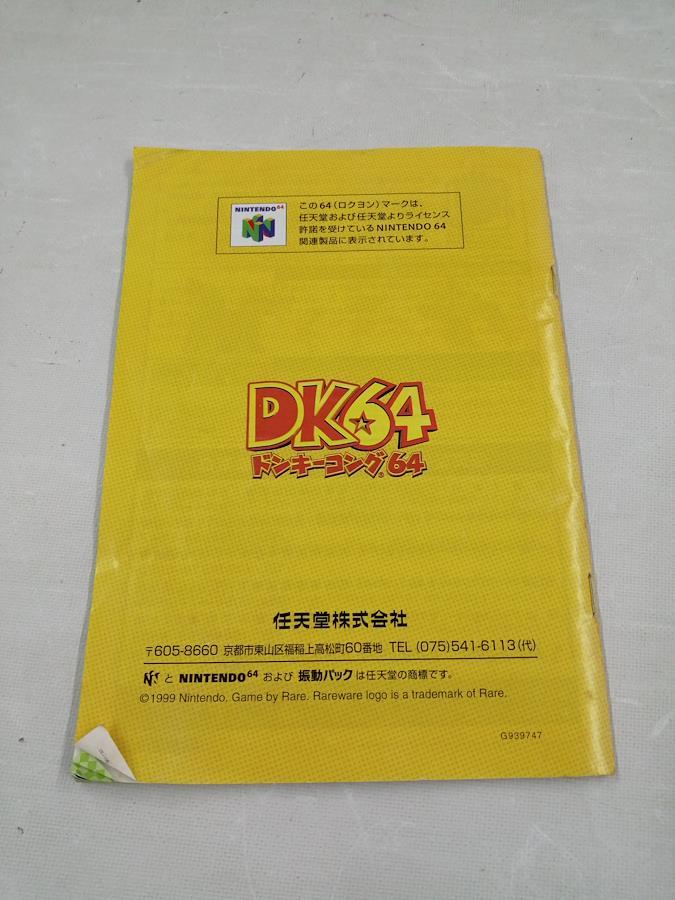 NINTENDO 64
この64（ロクヨン）マークは、
任天堂および任天堂よりライセンス
許諾を受けているNINTENDO 64
関連製品に表示されています。
DK64
ドンキーコング®64
任天堂株式会社
〒605-8660 京都市東山区福稲上高松町60番地 TEL (075)541-6113（代）
と NINTENDO64 および 振動パック は任天堂の商標です。
©1999 Nintendo. Game by Rare. Rareware logo is a trademark of Rare.
G939747